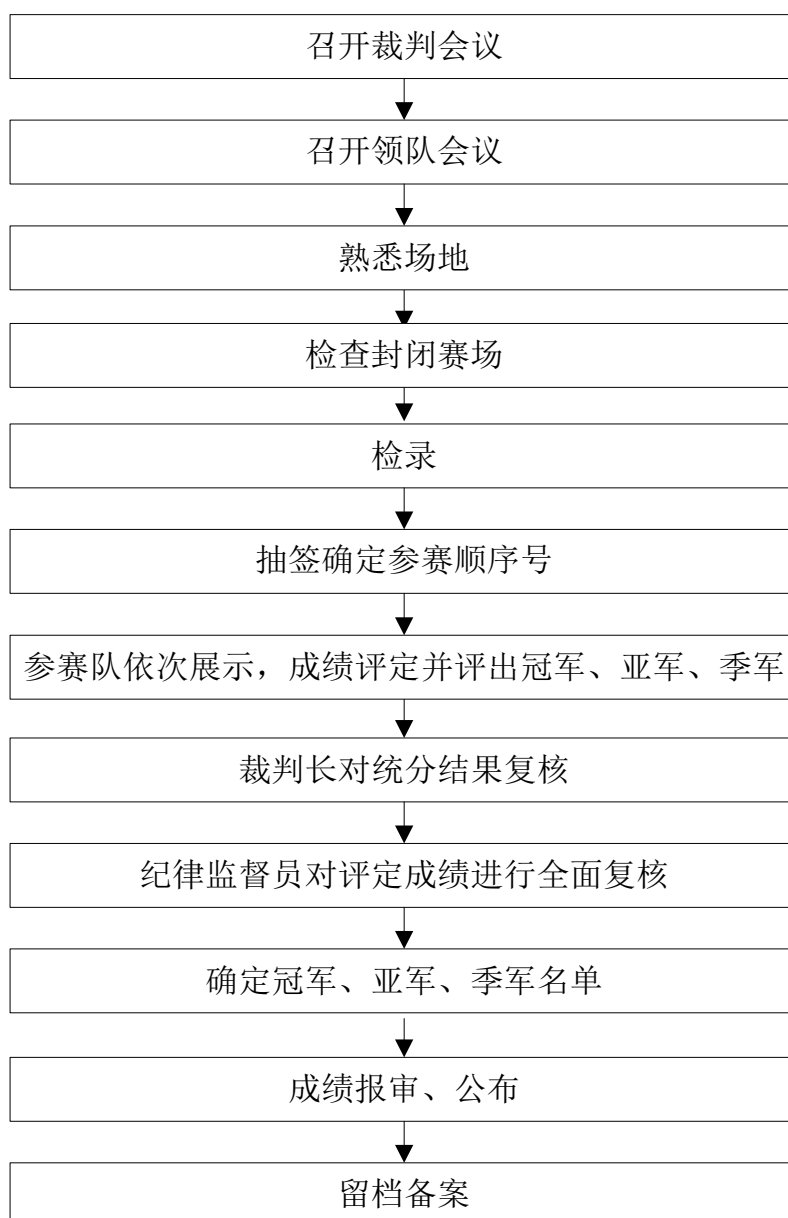 召开裁判会议
召开领队会议
熟悉场地
检查封闭赛场
检录
抽签确定参赛顺序号
参赛队依次展示，成绩评定并评出冠军、亚军、季军
裁判长对统分结果复核
纪律监督员对评定成绩进行全面复核
确定冠军、亚军、季军名单
成绩报审、公布
留档备案